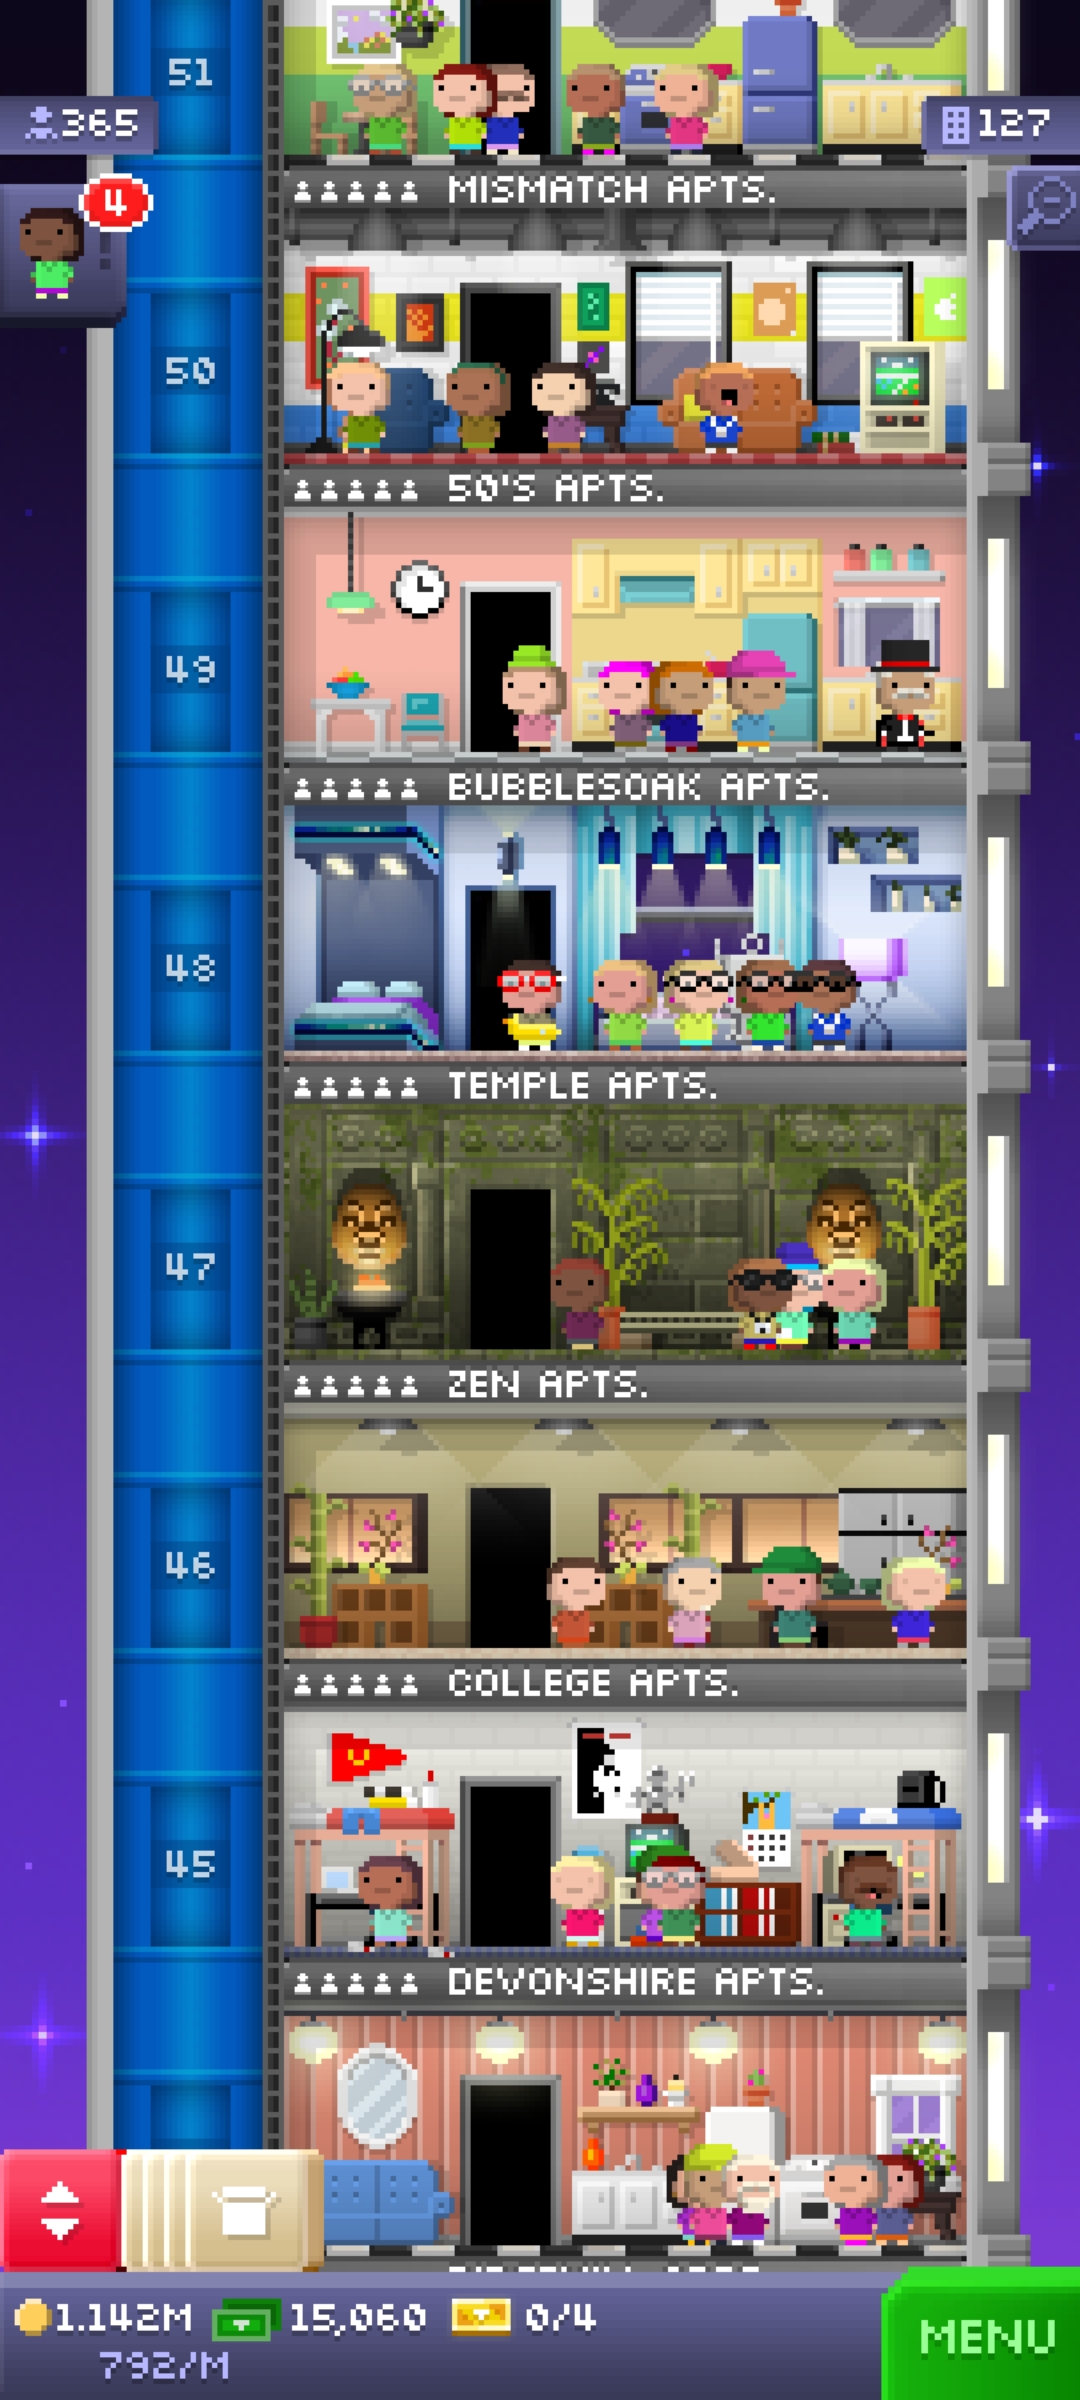 51
365
127
MISMATCH APTS.
4
50
50'S APTS.
49
BUBBLESOAK APTS.
48
TEMPLE APTS.
47
ZEN APTS.
46
COLLEGE APTS.
45
DEVONSHIRE APTS.
1.142M
15,060
0/4
MENU
792/M